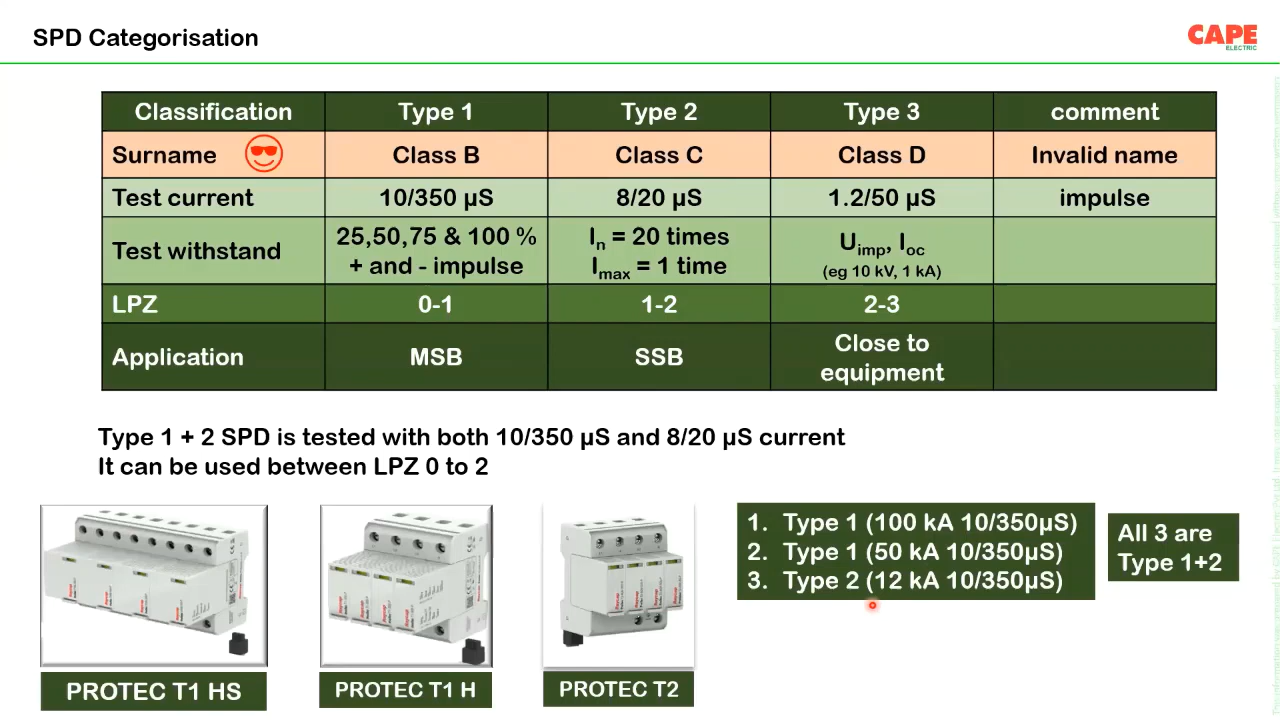 SPD Categorisation
CAPE
ELECTRIC
Classification Type 1 Type 2 Type 3 comment
Surname Class B Class C Class D Invalid name
Test current 10/350 µS 8/20 µS 1.2/50 µS impulse
Test withstand
25,50,75 & 100 %
+ and - impulse
In = 20 times
Imax = 1 time
Uimp, Ioc
(eg 10 kV, 1 kA)
LPZ 0-1 1-2 2-3
Application MSB SSB
Close to
equipment
Type 1 + 2 SPD is tested with both 10/350 µS and 8/20 µS current
It can be used between LPZ 0 to 2
1. Type 1 (100 kA 10/350µS)
2. Type 1 (50 kA 10/350µS)
3. Type 2 (12 kA 10/350µS)
All 3 are
Type 1+2
PROTEC T1 HS
PROTEC T1 H
PROTEC T2